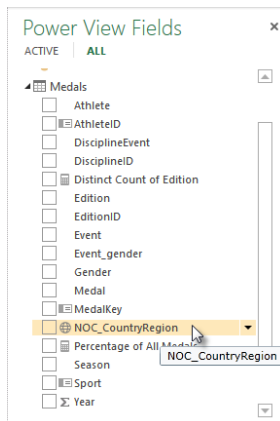 Power View Fields
ACTIVE ALL
Medals
Athlete
AthleteID
DisciplineEvent
DisciplineID
Distinct Count of Edition
Edition
EditionID
Event
Event_gender
Gender
Medal
MedalKey
NOC_CountryRegion
Percentage of All Medals
NOC_CountryRegion
Season
Sport
Σ Year